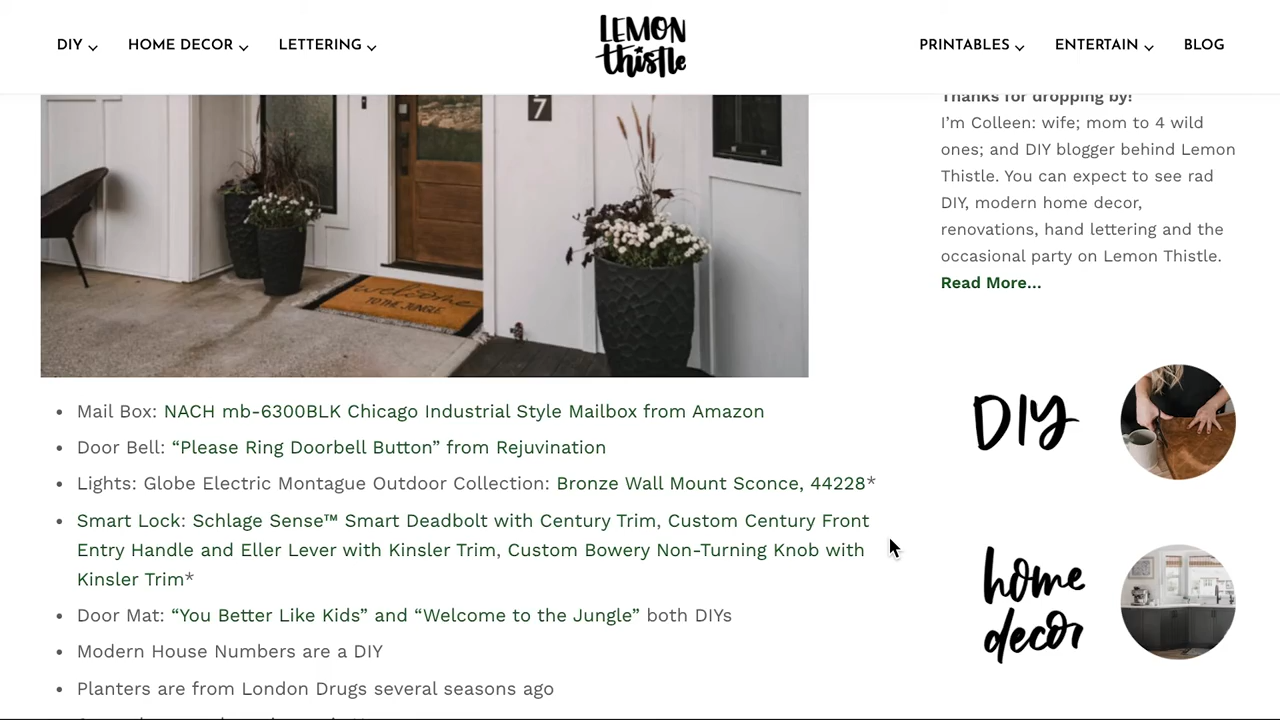 DIY
HOME DECOR
LETTERING
LEMON
thistle
PRINTABLES
ENTERTAIN
BLOG
7
welcome
TO THE JUNGLE
Thanks for dropping by!
I'm Colleen: wife; mom to 4 wild
ones; and DIY blogger behind Lemon
Thistle. You can expect to see rad
DIY, modern home decor,
renovations, hand lettering and the
occasional party on Lemon Thistle.
Read More...
• Mail Box: NACH mb-6300BLK Chicago Industrial Style Mailbox from Amazon
• Door Bell: “Please Ring Doorbell Button” from Rejuvination
• Lights: Globe Electric Montague Outdoor Collection: Bronze Wall Mount Sconce, 44228*
• Smart Lock: Schlage Sense™ Smart Deadbolt with Century Trim, Custom Century Front
Entry Handle and Eller Lever with Kinsler Trim, Custom Bowery Non-Turning Knob with
Kinsler Trim*
• Door Mat: “You Better Like Kids” and “Welcome to the Jungle” both DIYs
• Modern House Numbers are a DIY
• Planters are from London Drugs several seasons ago
DIY
home
decor